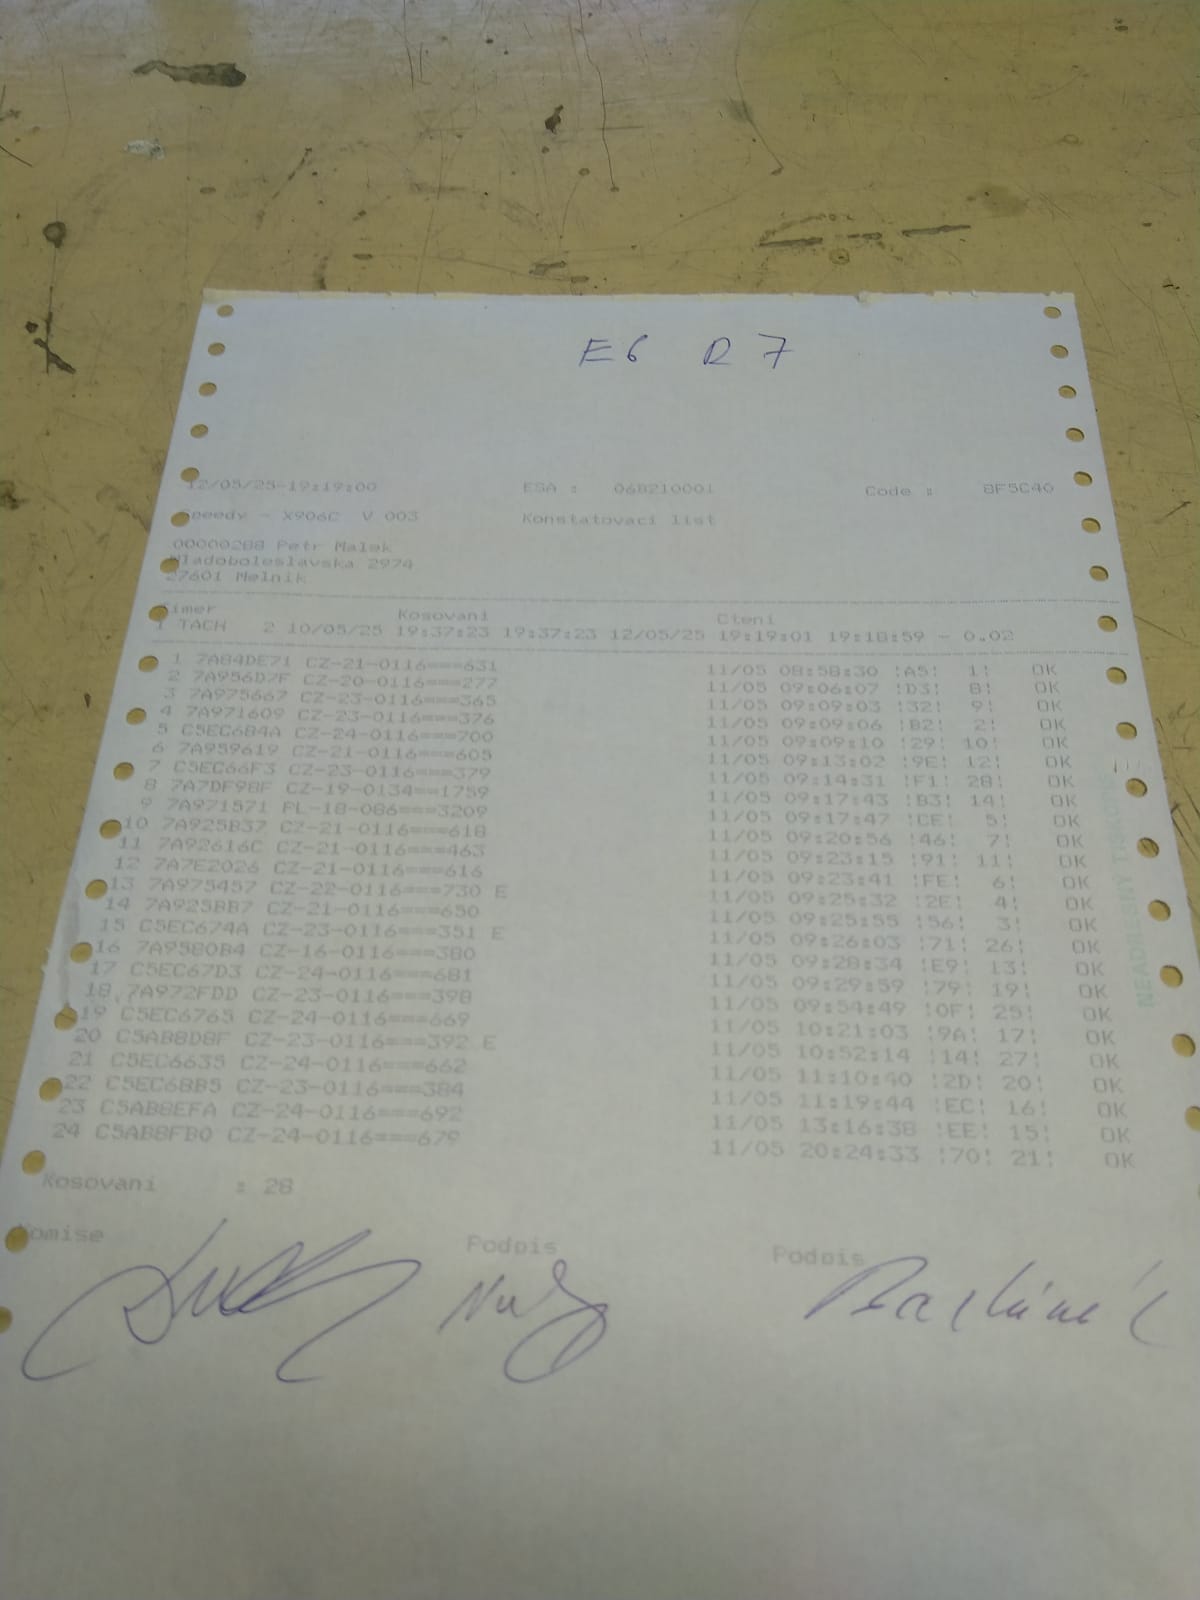 E6 R 7
12/05/25-19:19:00 ESA : 06B210001 Code : 8F5C40
Speedy - X906C V 003 Konstatovaci list
00000288 Petr Malek
Mladoboleslavska 2974
27601 Melnik
Timer Kosovani Cteni
1 TACH 2 10/05/25 19:37:23 19:37:23 12/05/25 19:19:01 19:18:59 - 0.02
1 7A84DE71 CZ-21-0116===631 11/05 08:58:30 !A5! 1! OK
2 7A956D7F CZ-20-0116===277 11/05 09:06:07 !D3! 8! OK
3 7A975667 CZ-23-0116===365 11/05 09:09:03 !32! 9! OK
4 7A971609 CZ-23-0116===376 11/05 09:09:06 !B2! 2! OK
5 C5EC684A CZ-24-0116===700 11/05 09:09:10 !29! 10! OK
6 7A959619 CZ-21-0116===605 11/05 09:13:02 !9E! 12! OK
7 C5EC66F3 CZ-23-0116===379 11/05 09:14:31 !F1! 28! OK
8 7A7DF98F CZ-19-0134==1759 11/05 09:17:43 !B3! 14! OK
9 7A971571 PL-18-086===3209 11/05 09:17:47 !CE! 5! OK
10 7A925B37 CZ-21-0116===618 11/05 09:20:56 !46! 7! OK
11 7A92616C CZ-21-0116===463 11/05 09:23:15 !91! 11! OK
12 7A7E2026 CZ-21-0116===616 11/05 09:23:41 !FE! 6! OK
13 7A975457 CZ-22-0116===730 E 11/05 09:25:32 !2E! 4! OK
14 7A925BB7 CZ-21-0116===650 11/05 09:25:55 !56! 3! OK
15 C5EC674A CZ-23-0116===351 E 11/05 09:26:03 !71! 26! OK
16 7A9580B4 CZ-16-0116===380 11/05 09:28:34 !E9! 13! OK
17 C5EC67D3 CZ-24-0116===681 11/05 09:29:59 !79! 19! OK
18 7A972FDD CZ-23-0116===398 11/05 09:54:49 !0F! 25! OK
19 C5EC6765 CZ-24-0116===669 11/05 10:21:03 !9A! 17! OK
20 C5AB8D8F CZ-23-0116===392 E 11/05 10:52:14 !14! 27! OK
21 C5EC6635 CZ-24-0116===662 11/05 11:10:40 !2D! 20! OK
22 C5EC68B5 CZ-23-0116===384 11/05 11:19:44 !EC! 16! OK
23 C5AB8EFA CZ-24-0116===692 11/05 13:16:38 !EE! 15! OK
24 C5AB8FB0 CZ-24-0116===679 11/05 20:24:33 !70! 21! OK
Kosovani : 28
Komise Podpis Podpis
NEADRESNY TISKOPIS